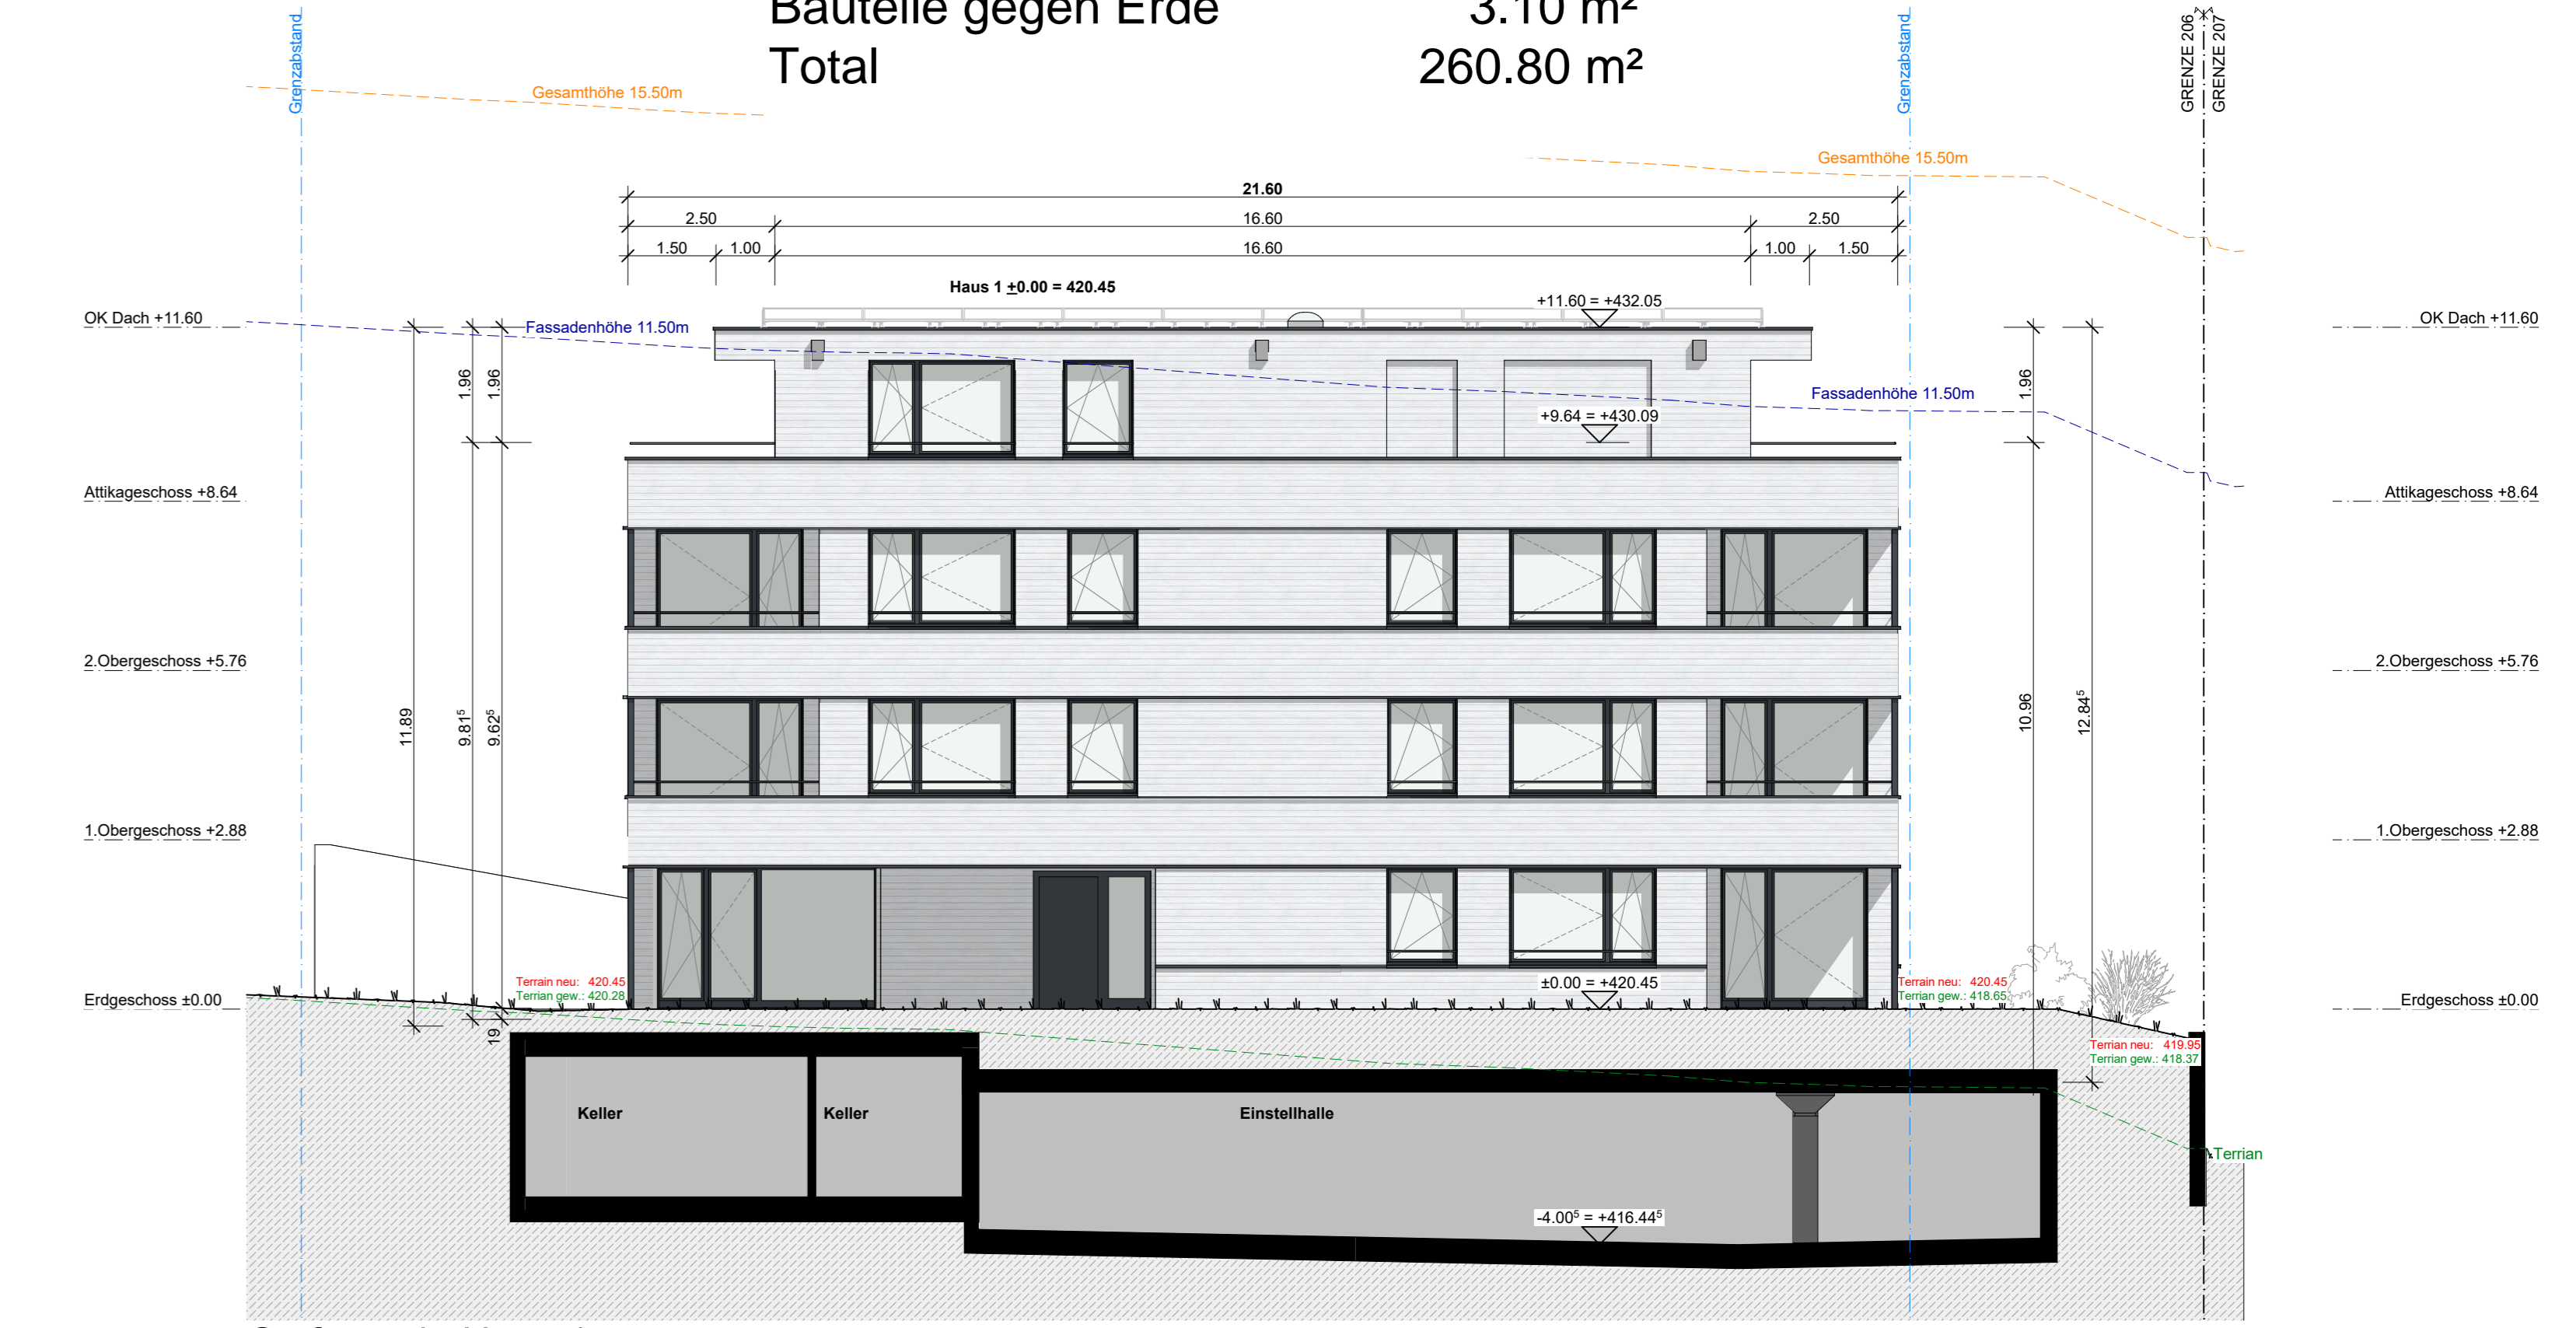 Bauteile gegen Erde 3.10 m²
Total 260.80 m²
Grenzabstand
Grenzabstand
GRENZE 206
GRENZE 207
Gesamthöhe 15.50m
Gesamthöhe 15.50m
21.60
2.50 16.60 2.50
1.50 1.00 16.60 1.00 1.50
Haus 1 ±0.00 = 420.45
+11.60 = +432.05
OK Dach +11.60
Fassadenhöhe 11.50m
OK Dach +11.60
1.96
1.96
1.96
Fassadenhöhe 11.50m
+9.64 = +430.09
Attikageschoss +8.64
Attikageschoss +8.64
2.Obergeschoss +5.76
2.Obergeschoss +5.76
11.89
9.81⁵
9.62⁵
10.96
12.84⁵
1.Obergeschoss +2.88
1.Obergeschoss +2.88
Terrain neu: 420.45
Terrian gew.: 420.28
±0.00 = +420.45
Terrain neu: 420.45
Terrian gew.: 418.65
Erdgeschoss ±0.00
Erdgeschoss ±0.00
19
Terrian neu: 419.95
Terrian gew.: 418.37
Keller
Keller
Einstellhalle
Terrian
-4.00⁵ = +416.44⁵